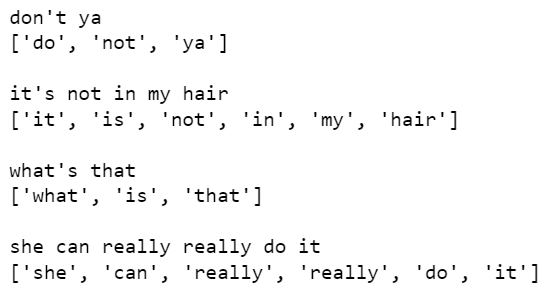 don't ya
['do', 'not', 'ya']
it's not in my hair
['it', 'is', 'not', 'in', 'my', 'hair']
what's that
['what', 'is', 'that']
she can really really do it
['she', 'can', 'really', 'really', 'do', 'it']